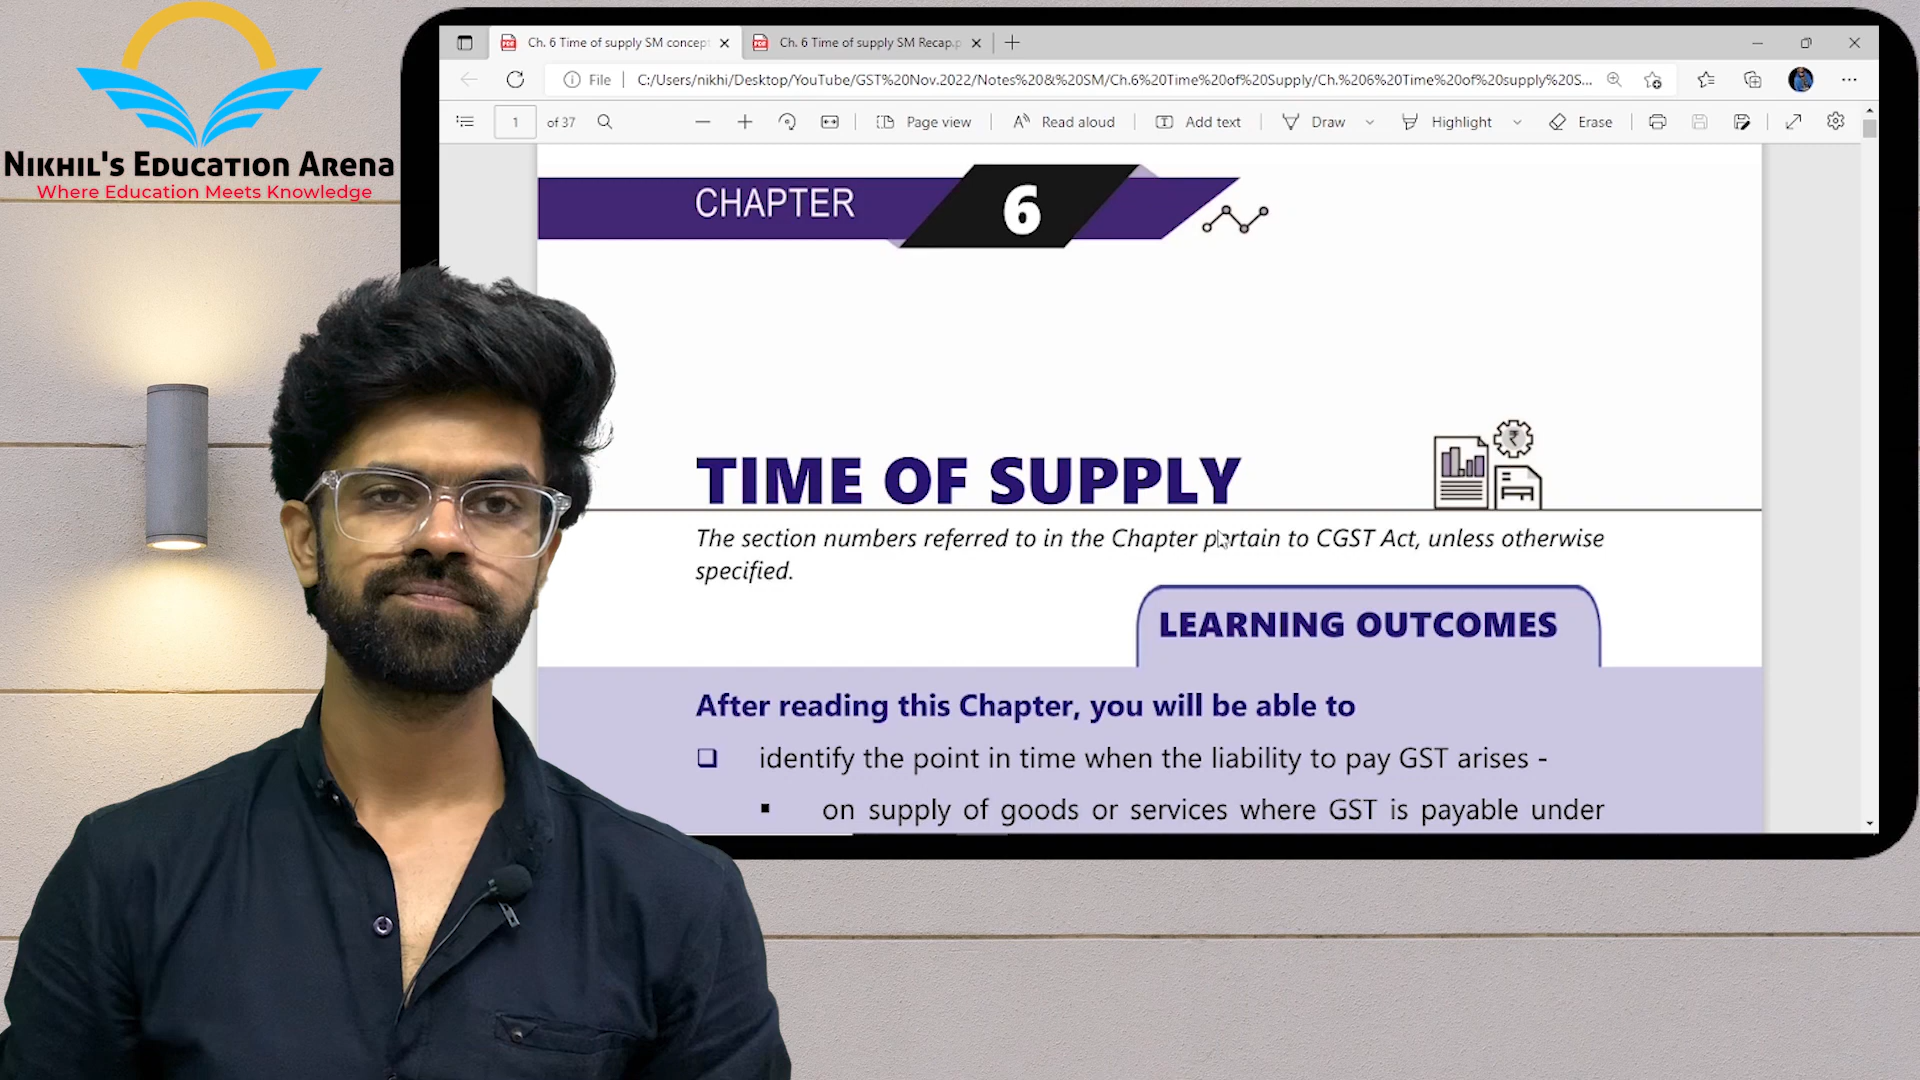 NIKHIL'S EDUCATION ARENA
Where Education Meets Knowledge
Ch. 6 Time of supply SM concept
Ch. 6 Time of supply SM Recap.p
File
C:/Users/nikhi/Desktop/YouTube/GST%20Nov.2022/Notes%20&%20SM/Ch.6%20Time%20of%20Supply/Ch.%206%20Time%20of%20supply%20S...
1 of 37
Page view
Read aloud
Add text
Draw
Highlight
Erase
CHAPTER 6
TIME OF SUPPLY
The section numbers referred to in the Chapter pertain to CGST Act, unless otherwise
specified.
LEARNING OUTCOMES
After reading this Chapter, you will be able to
❑ identify the point in time when the liability to pay GST arises -
▪ on supply of goods or services where GST is payable under